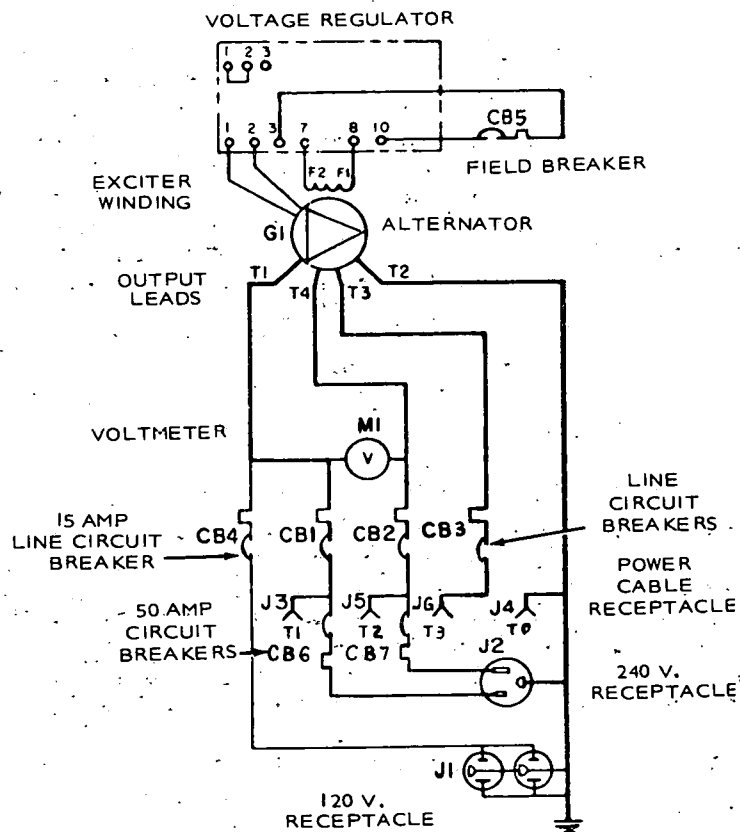 VOLTAGE REGULATOR
1 2 3
1 2 3 7 8 10
CB5
FIELD BREAKER
F2 F1
EXCITER
WINDING
G1
ALTERNATOR
OUTPUT
LEADS
T1
T4
T3
T2
VOLTMETER
M1
V
15 AMP
LINE CIRCUIT
BREAKER
CB4
CB1
CB2
CB3
LINE
CIRCUIT
BREAKERS
POWER
CABLE
RECEPTACLE
J3
T1
J5
T2
J6
T3
J4
T0
50 AMP
CIRCUIT
BREAKERS
CB6
CB7
J2
240 V.
RECEPTACLE
J1
120 V.
RECEPTACLE